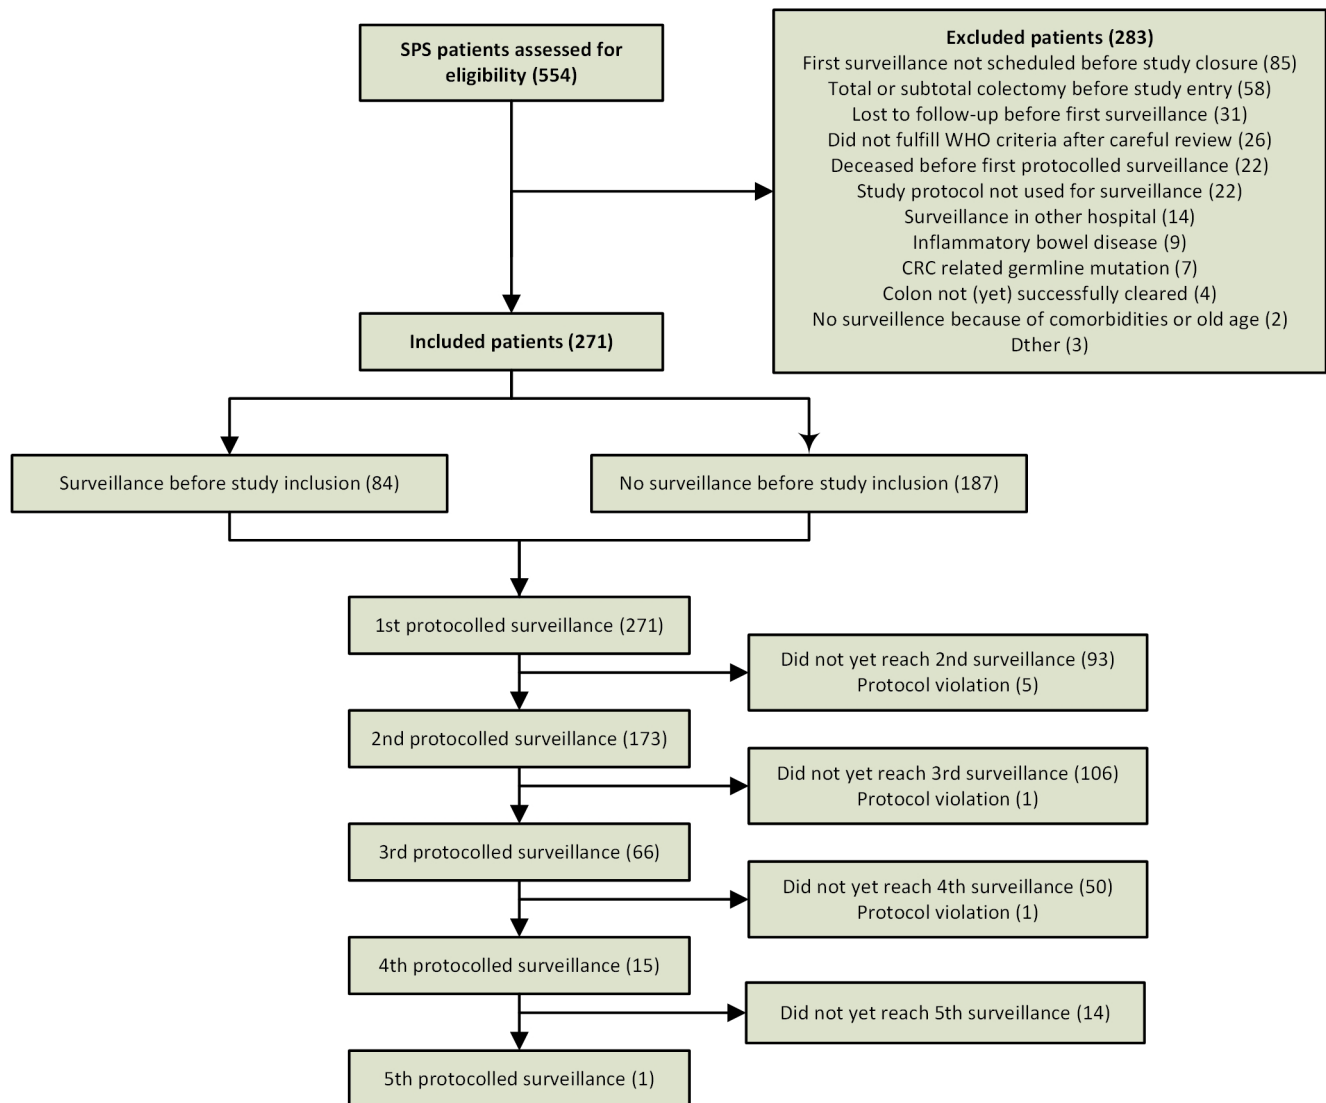 SPS patients assessed for
eligibility (554)
Excluded patients (283)
First surveillance not scheduled before study closure (85)
Total or subtotal colectomy before study entry (58)
Lost to follow-up before first surveillance (31)
Did not fulfill WHO criteria after careful review (26)
Deceased before first protocolled surveillance (22)
Study protocol not used for surveillance (22)
Surveillance in other hospital (14)
Inflammatory bowel disease (9)
CRC related germline mutation (7)
Colon not (yet) successfully cleared (4)
No surveillence because of comorbidities or old age (2)
Dther (3)
Included patients (271)
Surveillance before study inclusion (84)
No surveillance before study inclusion (187)
1st protocolled surveillance (271)
Did not yet reach 2nd surveillance (93)
Protocol violation (5)
2nd protocolled surveillance (173)
Did not yet reach 3rd surveillance (106)
Protocol violation (1)
3rd protocolled surveillance (66)
Did not yet reach 4th surveillance (50)
Protocol violation (1)
4th protocolled surveillance (15)
Did not yet reach 5th surveillance (14)
5th protocolled surveillance (1)